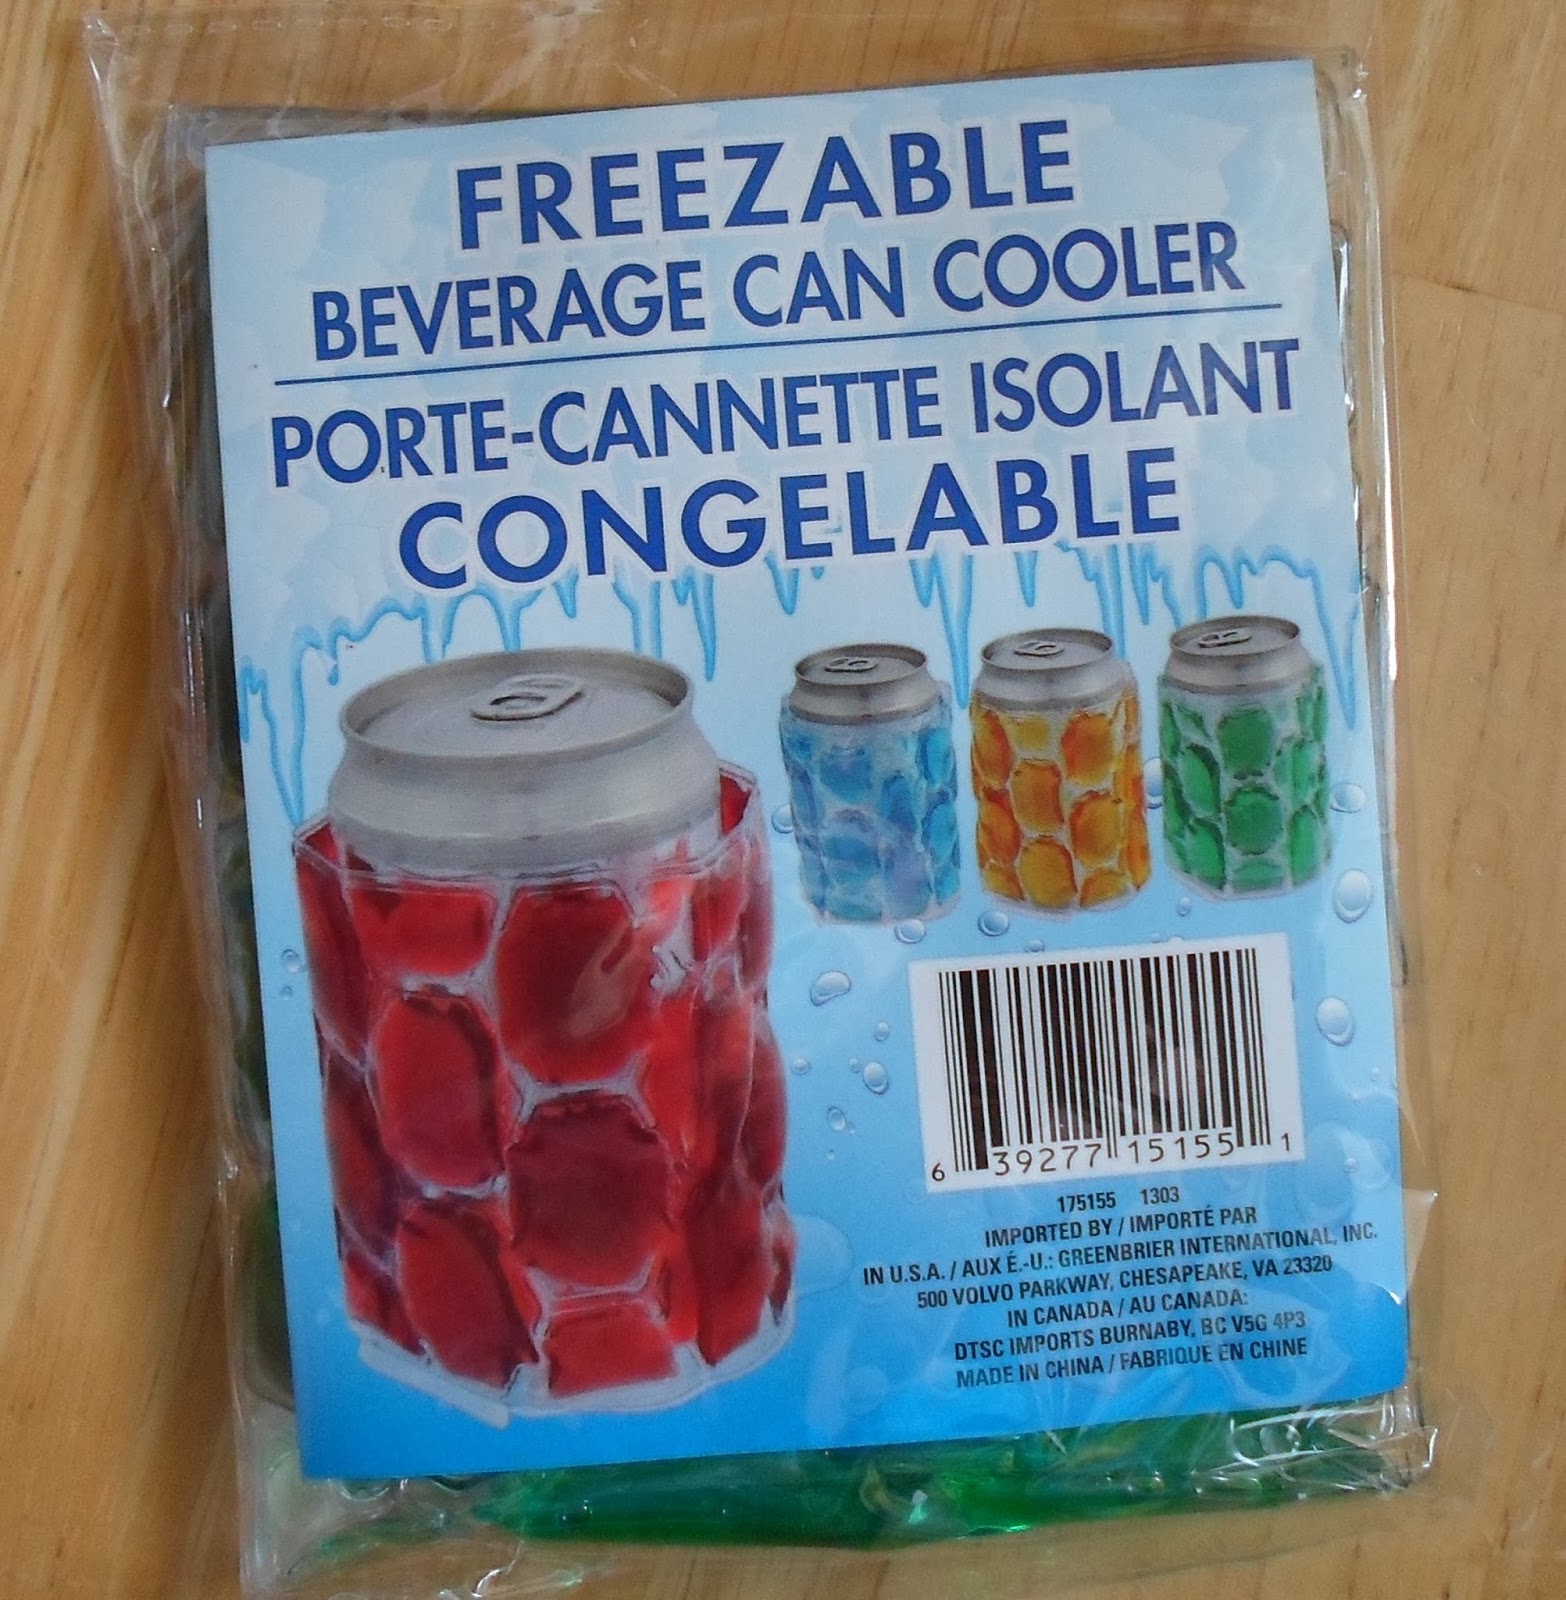 FREEZABLE
BEVERAGE CAN COOLER
PORTE-CANNETTE ISOLANT
CONGELABLE
6 39277 15155 1
175155 1303
IMPORTED BY / IMPORTÉ PAR
IN U.S.A. / AUX É.-U.: GREENBRIER INTERNATIONAL, INC.
500 VOLVO PARKWAY, CHESAPEAKE, VA 23320
IN CANADA / AU CANADA:
DTSC IMPORTS BURNABY, BC V5G 4P3
MADE IN CHINA / FABRIQUE EN CHINE